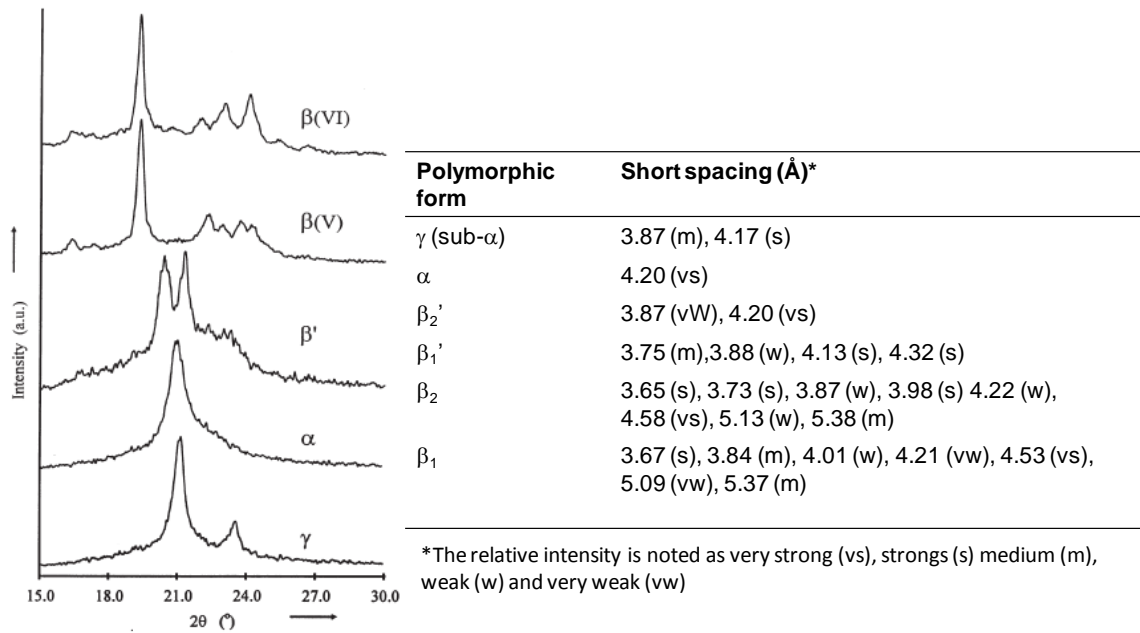 β(VI)
β(V)
β'
α
γ
Intensity (a.u.)
15.0 18.0 21.0 24.0 27.0 30.0
2θ (°)
Polymorphic form Short spacing (Å)*
γ (sub-α) 3.87 (m), 4.17 (s)
α 4.20 (vs)
β₂' 3.87 (vW), 4.20 (vs)
β₁' 3.75 (m),3.88 (w), 4.13 (s), 4.32 (s)
β₂ 3.65 (s), 3.73 (s), 3.87 (w), 3.98 (s) 4.22 (w),
4.58 (vs), 5.13 (w), 5.38 (m)
β₁ 3.67 (s), 3.84 (m), 4.01 (w), 4.21 (vw), 4.53 (vs),
5.09 (vw), 5.37 (m)
*The relative intensity is noted as very strong (vs), strongs (s) medium (m),
weak (w) and very weak (vw)